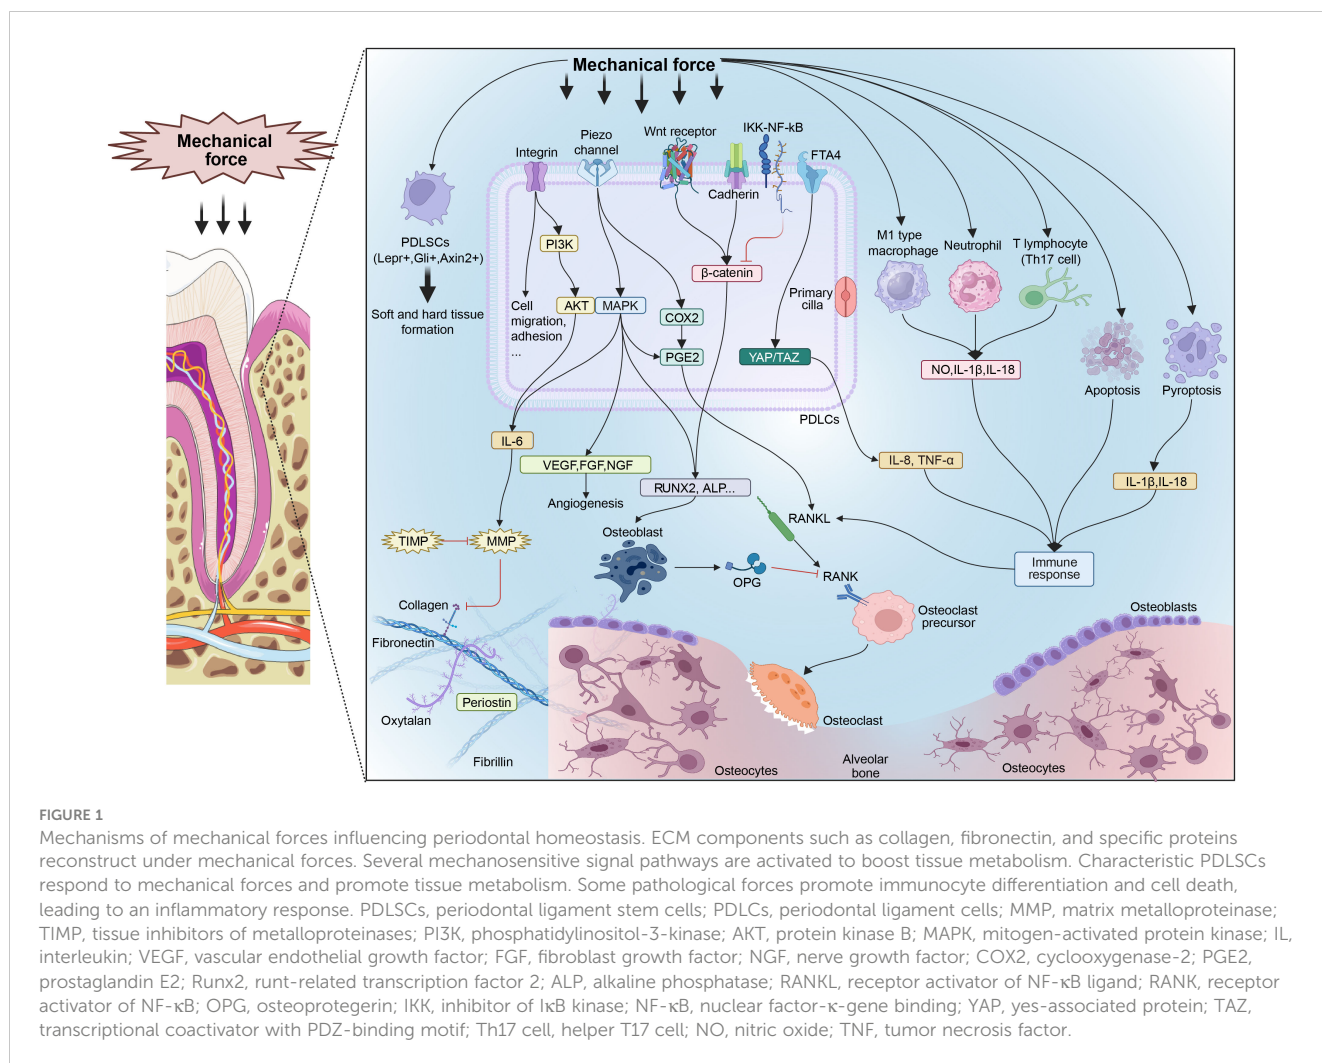 Mechanical
force
Mechanical force
PDLSCs
(Lepr+,Gli+,Axin2+)
Soft and hard tissue
formation
Integrin
Piezo
channel
Wnt receptor
IKK-NF-kB
FTA4
Cadherin
PI3K
β-catenin
Cell
migration,
adhesion
...
AKT
MAPK
COX2
PGE2
YAP/TAZ
Primary
cilla
PDLCs
M1 type
macrophage
Neutrophil
T lymphocyte
(Th17 cell)
NO,IL-1β,IL-18
Apoptosis
Pyroptosis
IL-6
VEGF,FGF,NGF
Angiogenesis
RUNX2, ALP...
IL-8, TNF-α
IL-1β,IL-18
TIMP
MMP
Osteoblast
RANKL
OPG
RANK
Immune
response
Collagen
Fibronectin
Osteoclast
precursor
Osteoblasts
Periostin
Oxytalan
Osteoclast
Fibrillin
Osteocytes
Alveolar
bone
Osteocytes
FIGURE 1
Mechanisms of mechanical forces influencing periodontal homeostasis. ECM components such as collagen, fibronectin, and specific proteins
reconstruct under mechanical forces. Several mechanosensitive signal pathways are activated to boost tissue metabolism. Characteristic PDLSCs
respond to mechanical forces and promote tissue metabolism. Some pathological forces promote immunocyte differentiation and cell death,
leading to an inflammatory response. PDLSCs, periodontal ligament stem cells; PDLCs, periodontal ligament cells; MMP, matrix metalloproteinase;
TIMP, tissue inhibitors of metalloproteinases; PI3K, phosphatidylinositol-3-kinase; AKT, protein kinase B; MAPK, mitogen-activated protein kinase; IL,
interleukin; VEGF, vascular endothelial growth factor; FGF, fibroblast growth factor; NGF, nerve growth factor; COX2, cyclooxygenase-2; PGE2,
prostaglandin E2; Runx2, runt-related transcription factor 2; ALP, alkaline phosphatase; RANKL, receptor activator of NF-κB ligand; RANK, receptor
activator of NF-κB; OPG, osteoprotegerin; IKK, inhibitor of IκB kinase; NF-κB, nuclear factor-κ-gene binding; YAP, yes-associated protein; TAZ,
transcriptional coactivator with PDZ-binding motif; Th17 cell, helper T17 cell; NO, nitric oxide; TNF, tumor necrosis factor.